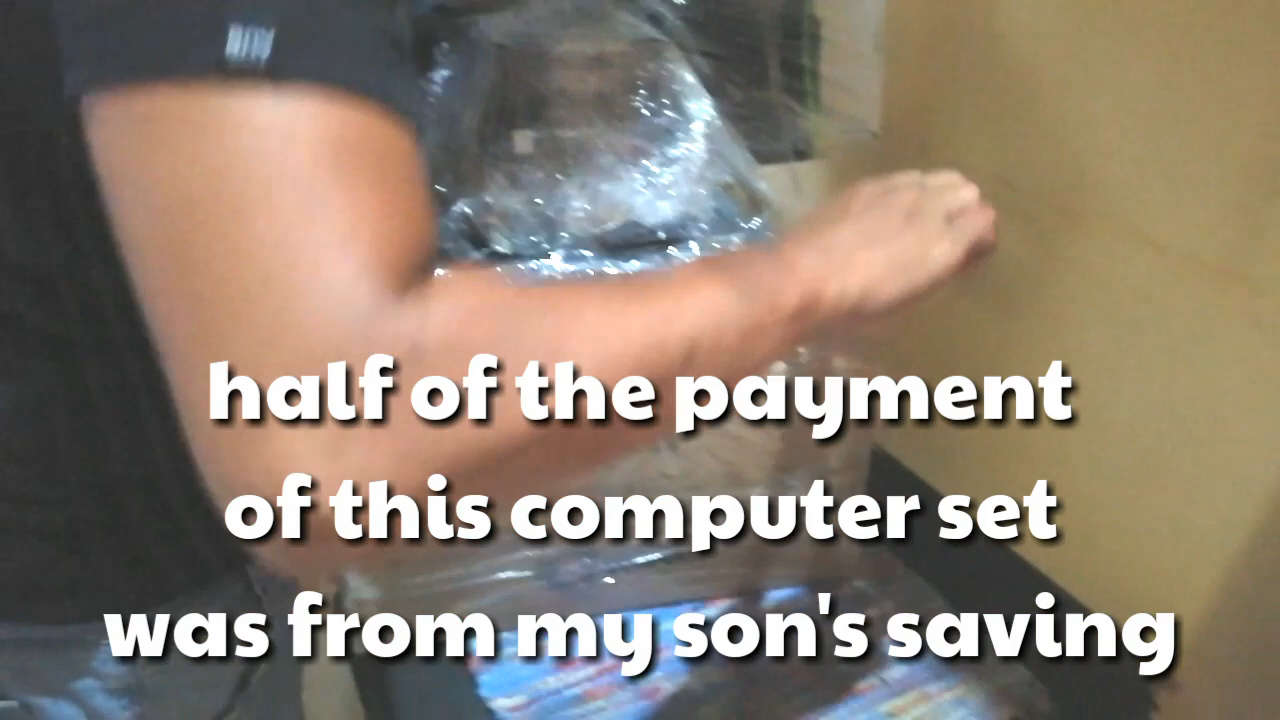 half of the payment
of this computer set
was from my son's saving